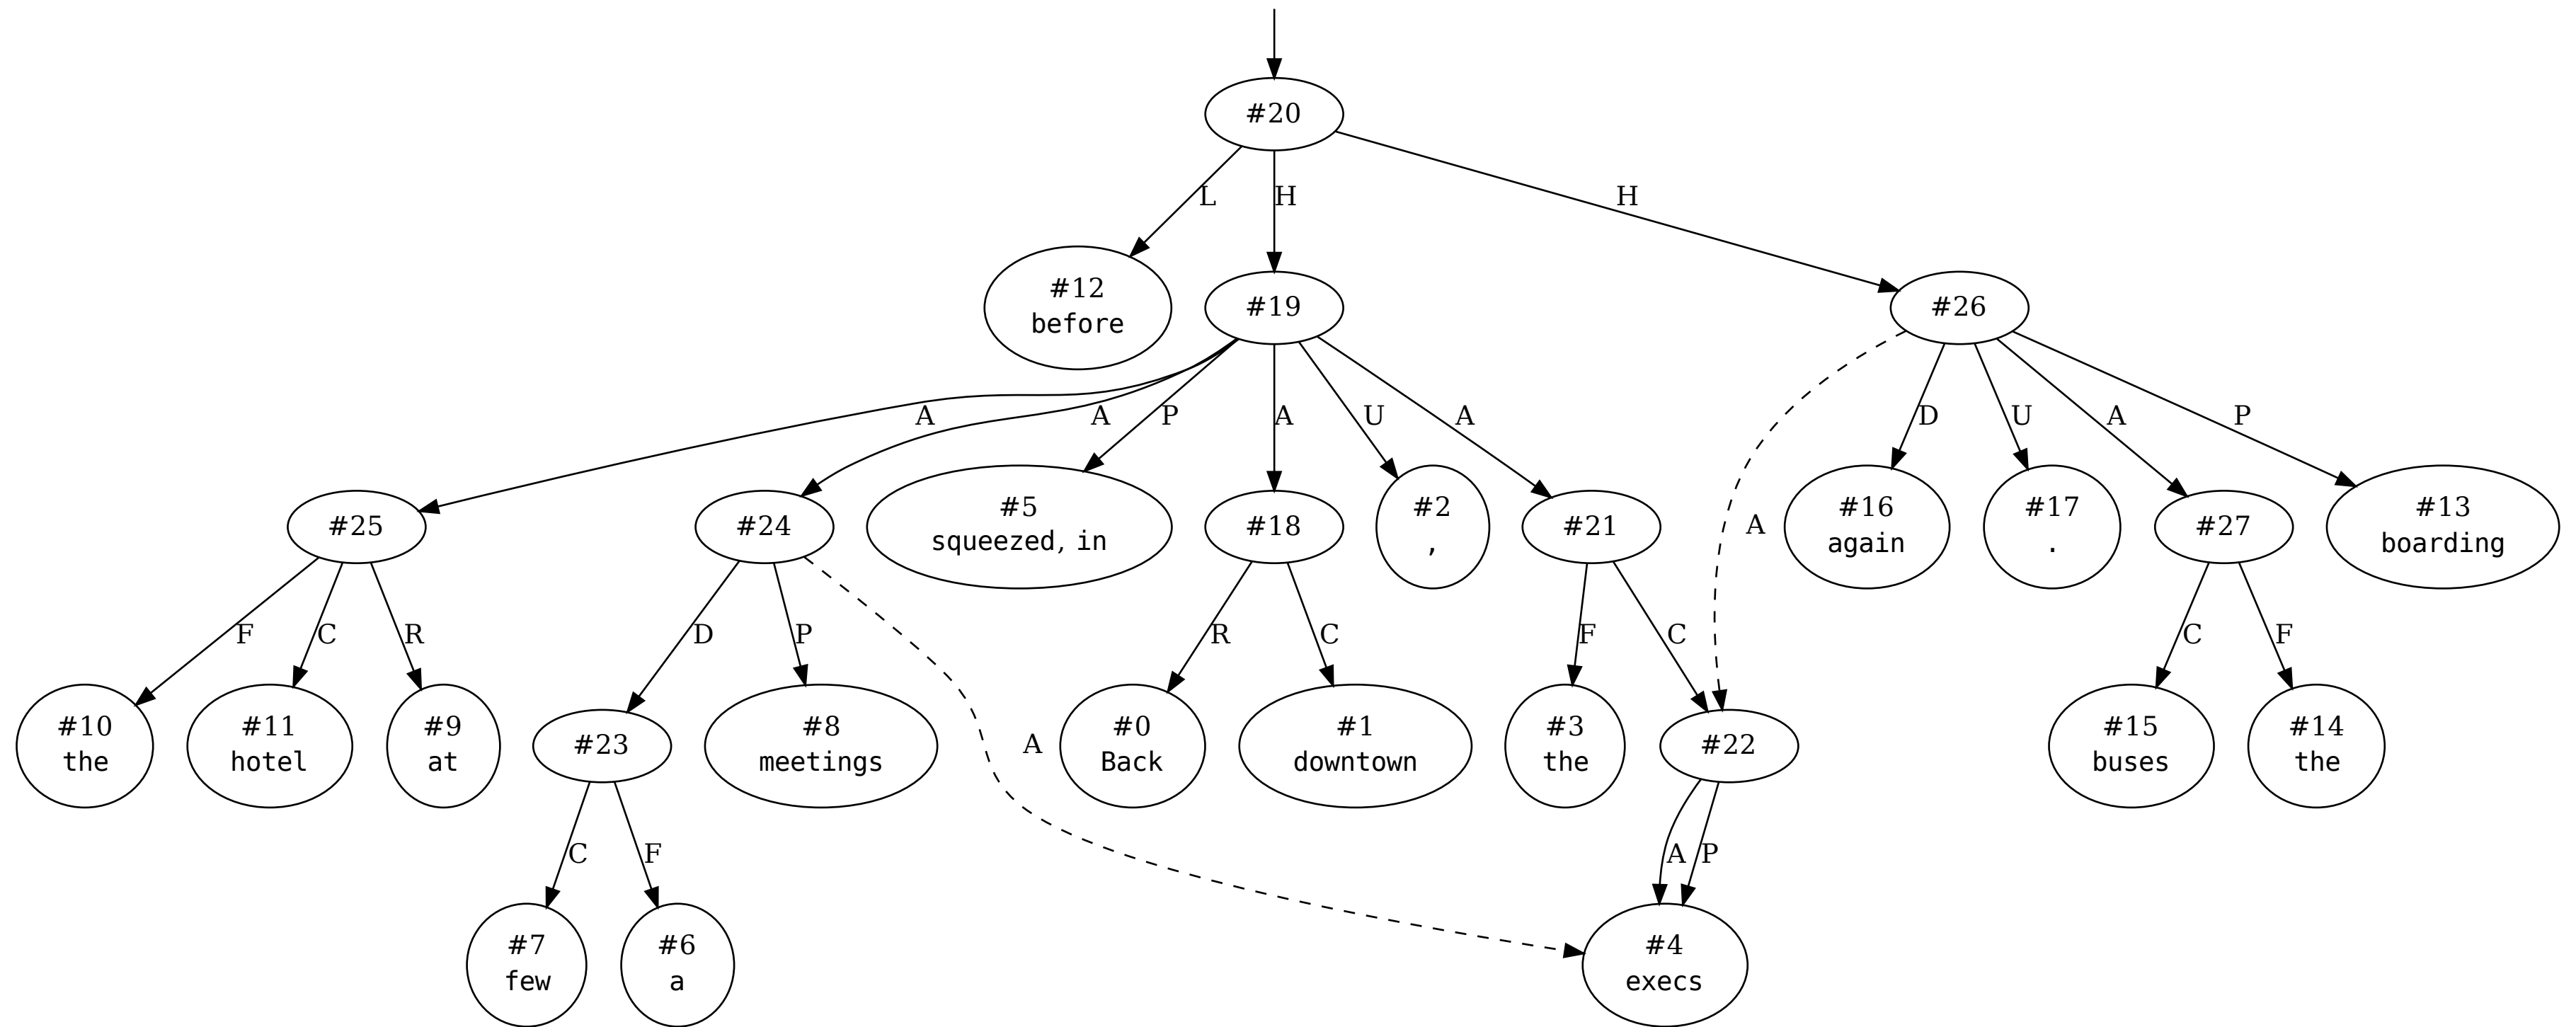 #20
L
H
H
#12
before
#19
#26
A
A
P
A
U
A
A
D
U
A
P
#25
#24
#5
squeezed, in
#18
#2
,
#21
#16
again
#17
.
#27
#13
boarding
F
C
R
D
P
A
R
C
F
C
C
F
#10
the
#11
hotel
#9
at
#23
#8
meetings
#0
Back
#1
downtown
#3
the
#22
#15
buses
#14
the
C
F
A
P
#7
few
#6
a
#4
execs